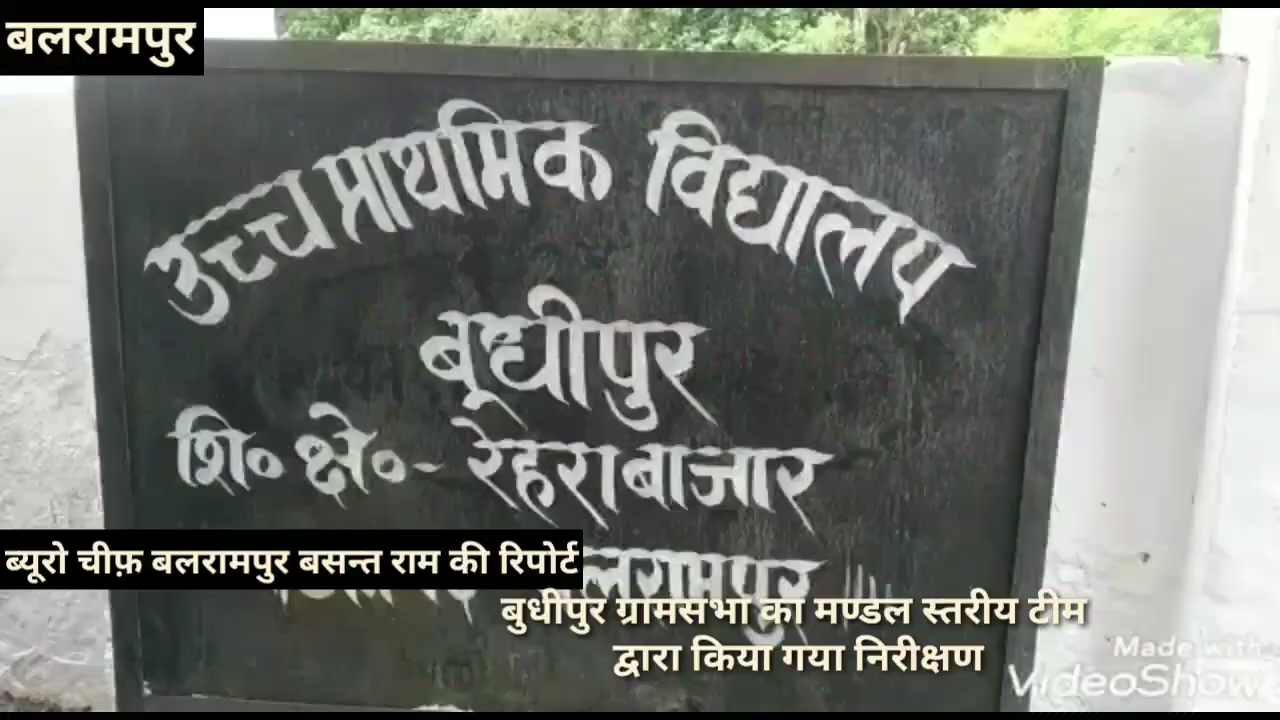 बलरामपुर
उच्च प्राथमिक विद्यालय
बुधीपुर
शि० क्षे०- रेहरा बाजार
ब्यूरो चीफ़ बलरामपुर बसन्त राम की रिपोर्ट
बुधीपुर ग्रामसभा का मण्डल स्तरीय टीम
द्वारा किया गया निरीक्षण
Made with
VideoShow